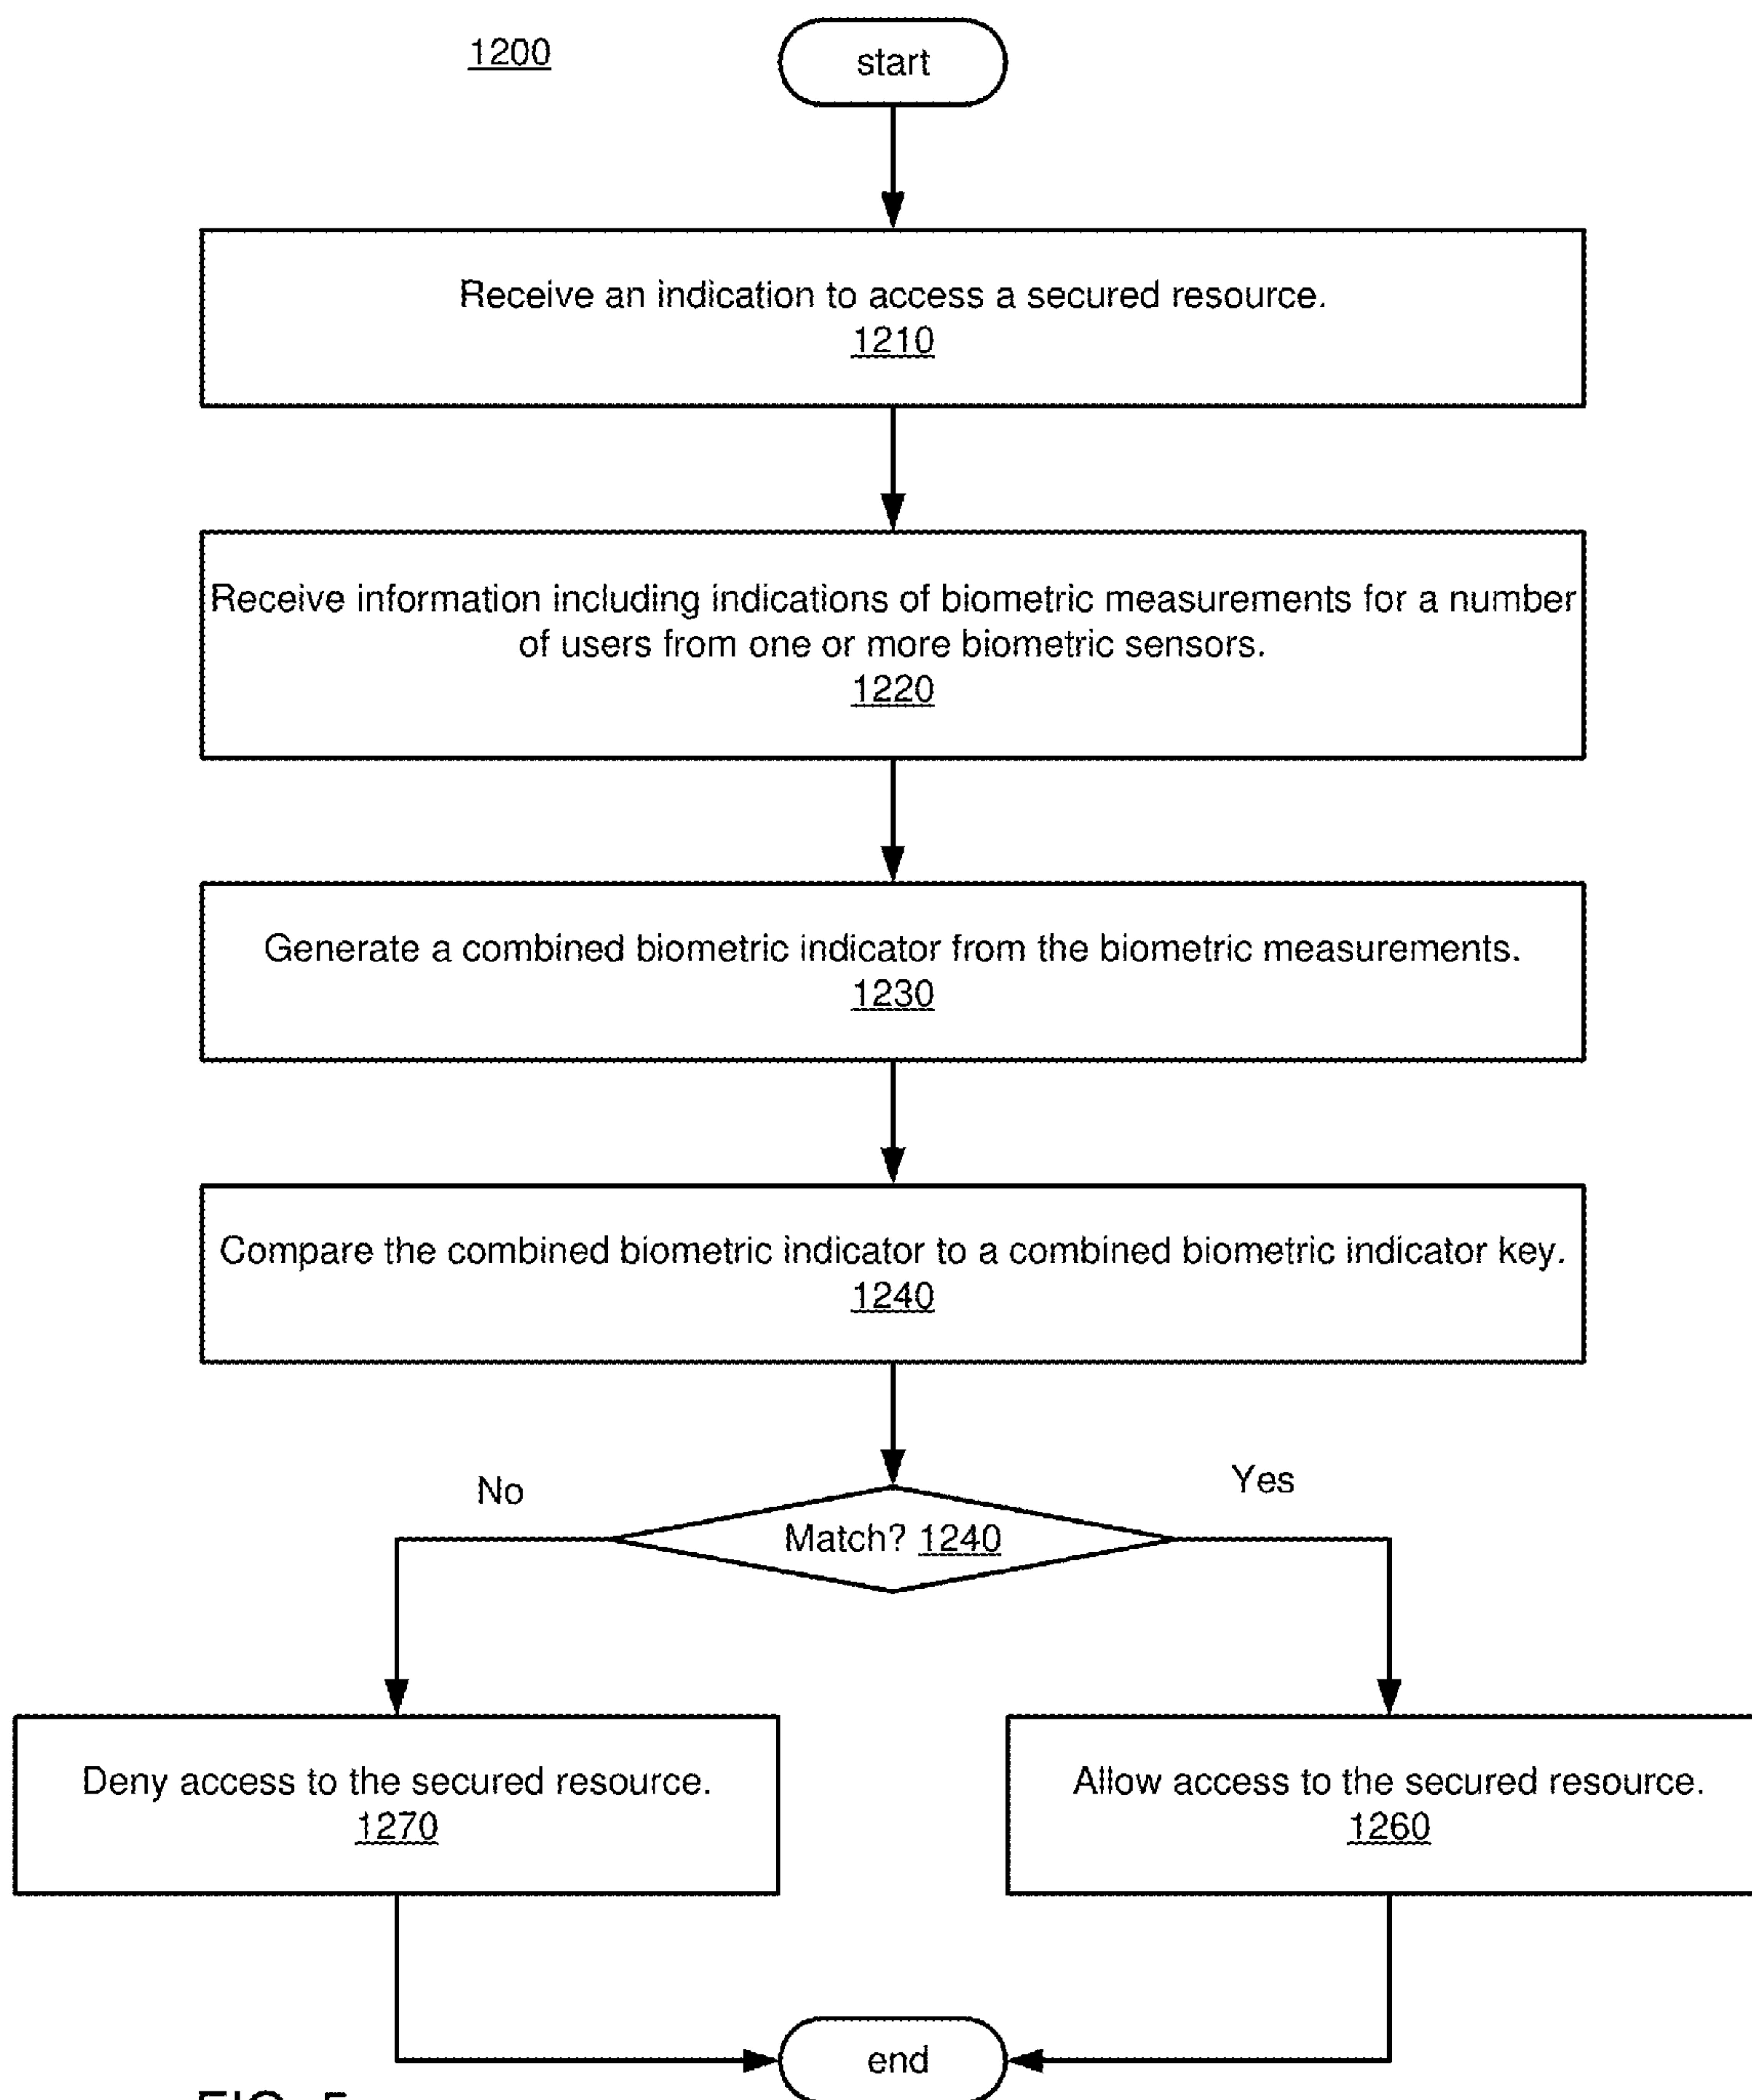 1200
start
Receive an indication to access a secured resource.
1210
Receive information including indications of biometric measurements for a number
of users from one or more biometric sensors.
1220
Generate a combined biometric indicator from the biometric measurements.
1230
Compare the combined biometric indicator to a combined biometric indicator key.
1240
No
Yes
Match? 1240
Deny access to the secured resource.
1270
Allow access to the secured resource.
1260
end
FIG. 5